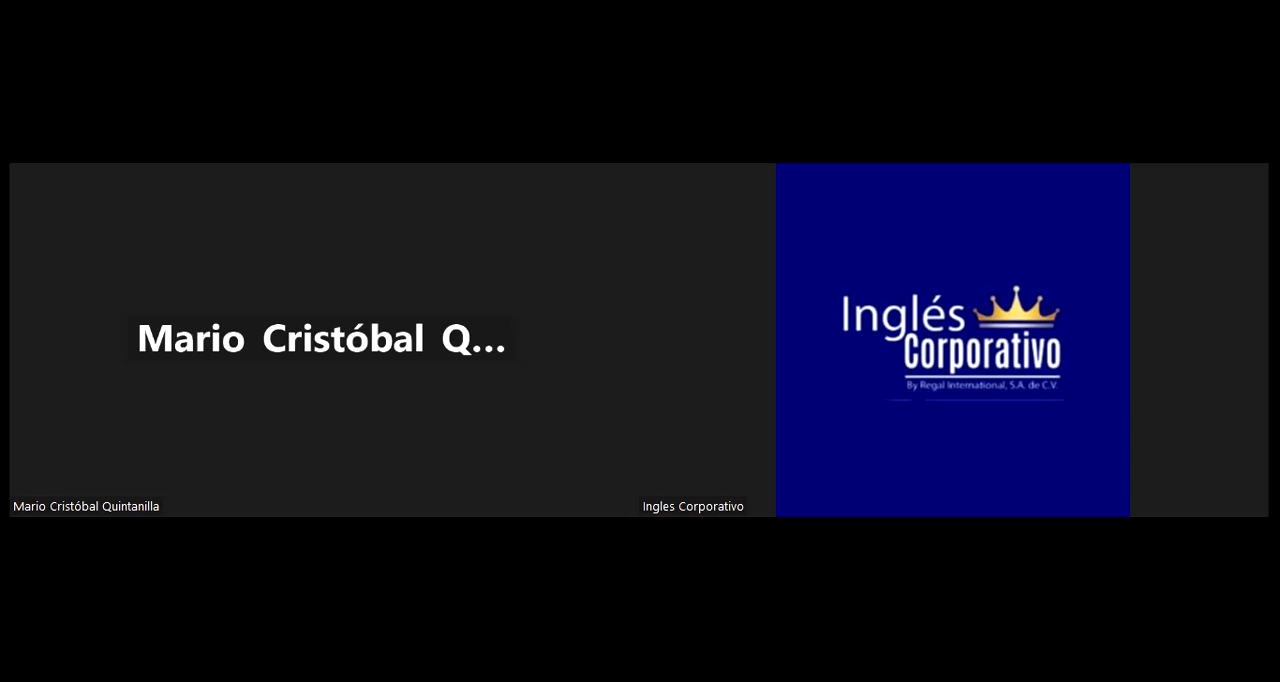 Mario Cristóbal Q...
Mario Cristóbal Quintanilla
Ingles Corporativo
Inglés
Corporativo
By Regal International, S.A. de C.V.